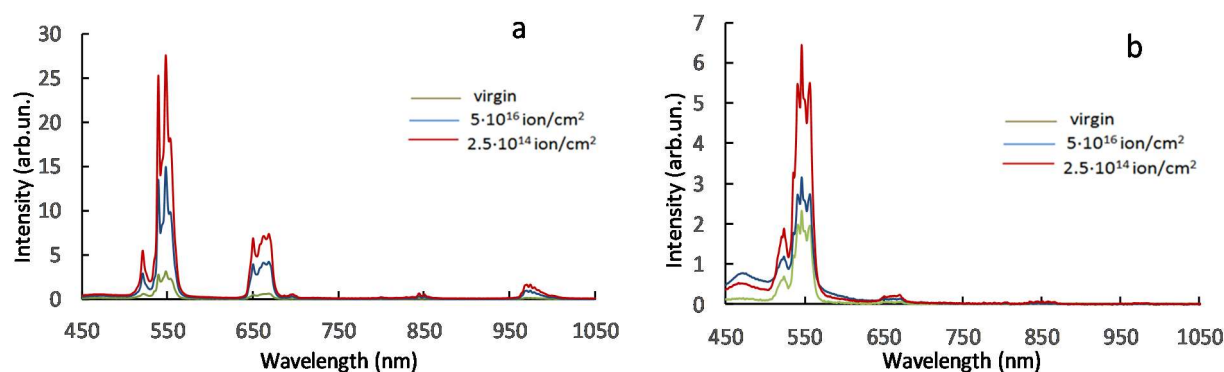 a
30
25
20
15
10
5
0
Intensity (arb.un.)
virgin
5·10¹⁶ ion/cm²
2.5·10¹⁴ ion/cm²
450 550 650 750 850 950 1050
Wavelength (nm)
b
7
6
5
4
3
2
1
0
Intensity (arb.un.)
virgin
5·10¹⁶ ion/cm²
2.5·10¹⁴ ion/cm²
450 550 650 750 850 950 1050
Wavelength (nm)